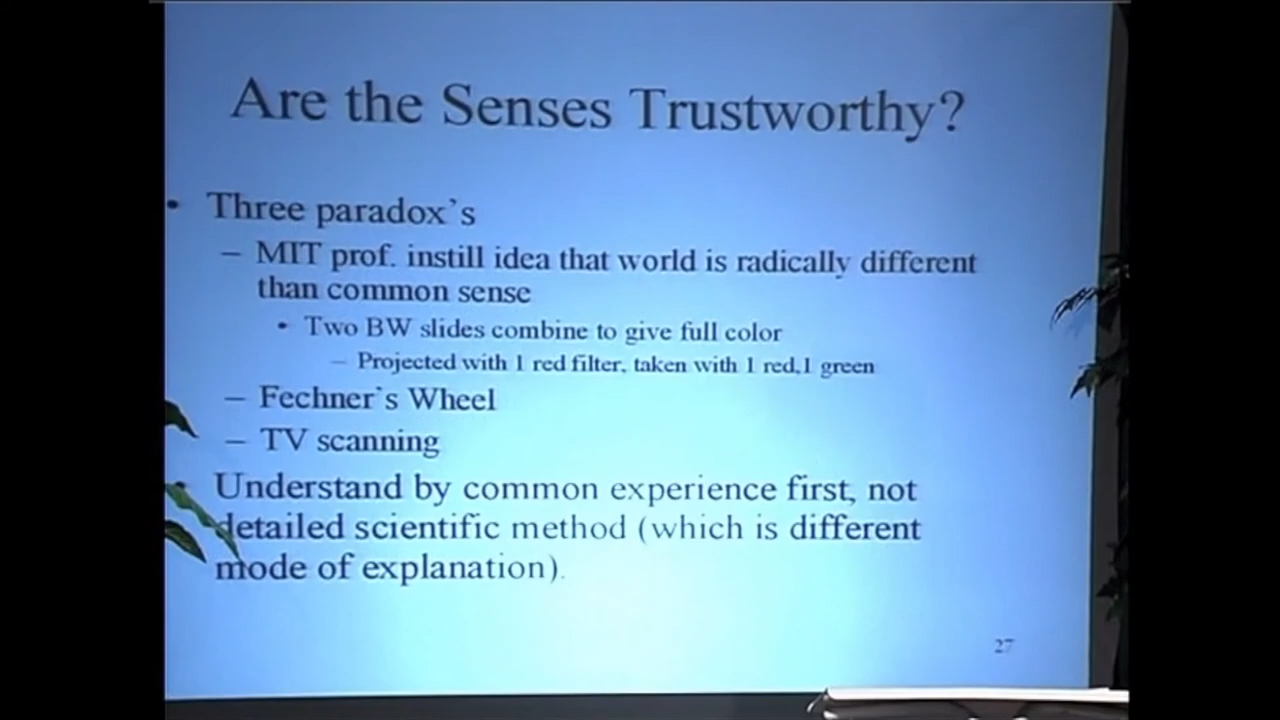 Are the Senses Trustworthy?
• Three paradox's
– MIT prof. instill idea that world is radically different
than common sense
• Two BW slides combine to give full color
– Projected with 1 red filter, taken with 1 red,1 green
– Fechner's Wheel
– TV scanning
• Understand by common experience first, not
detailed scientific method (which is different
mode of explanation).
27